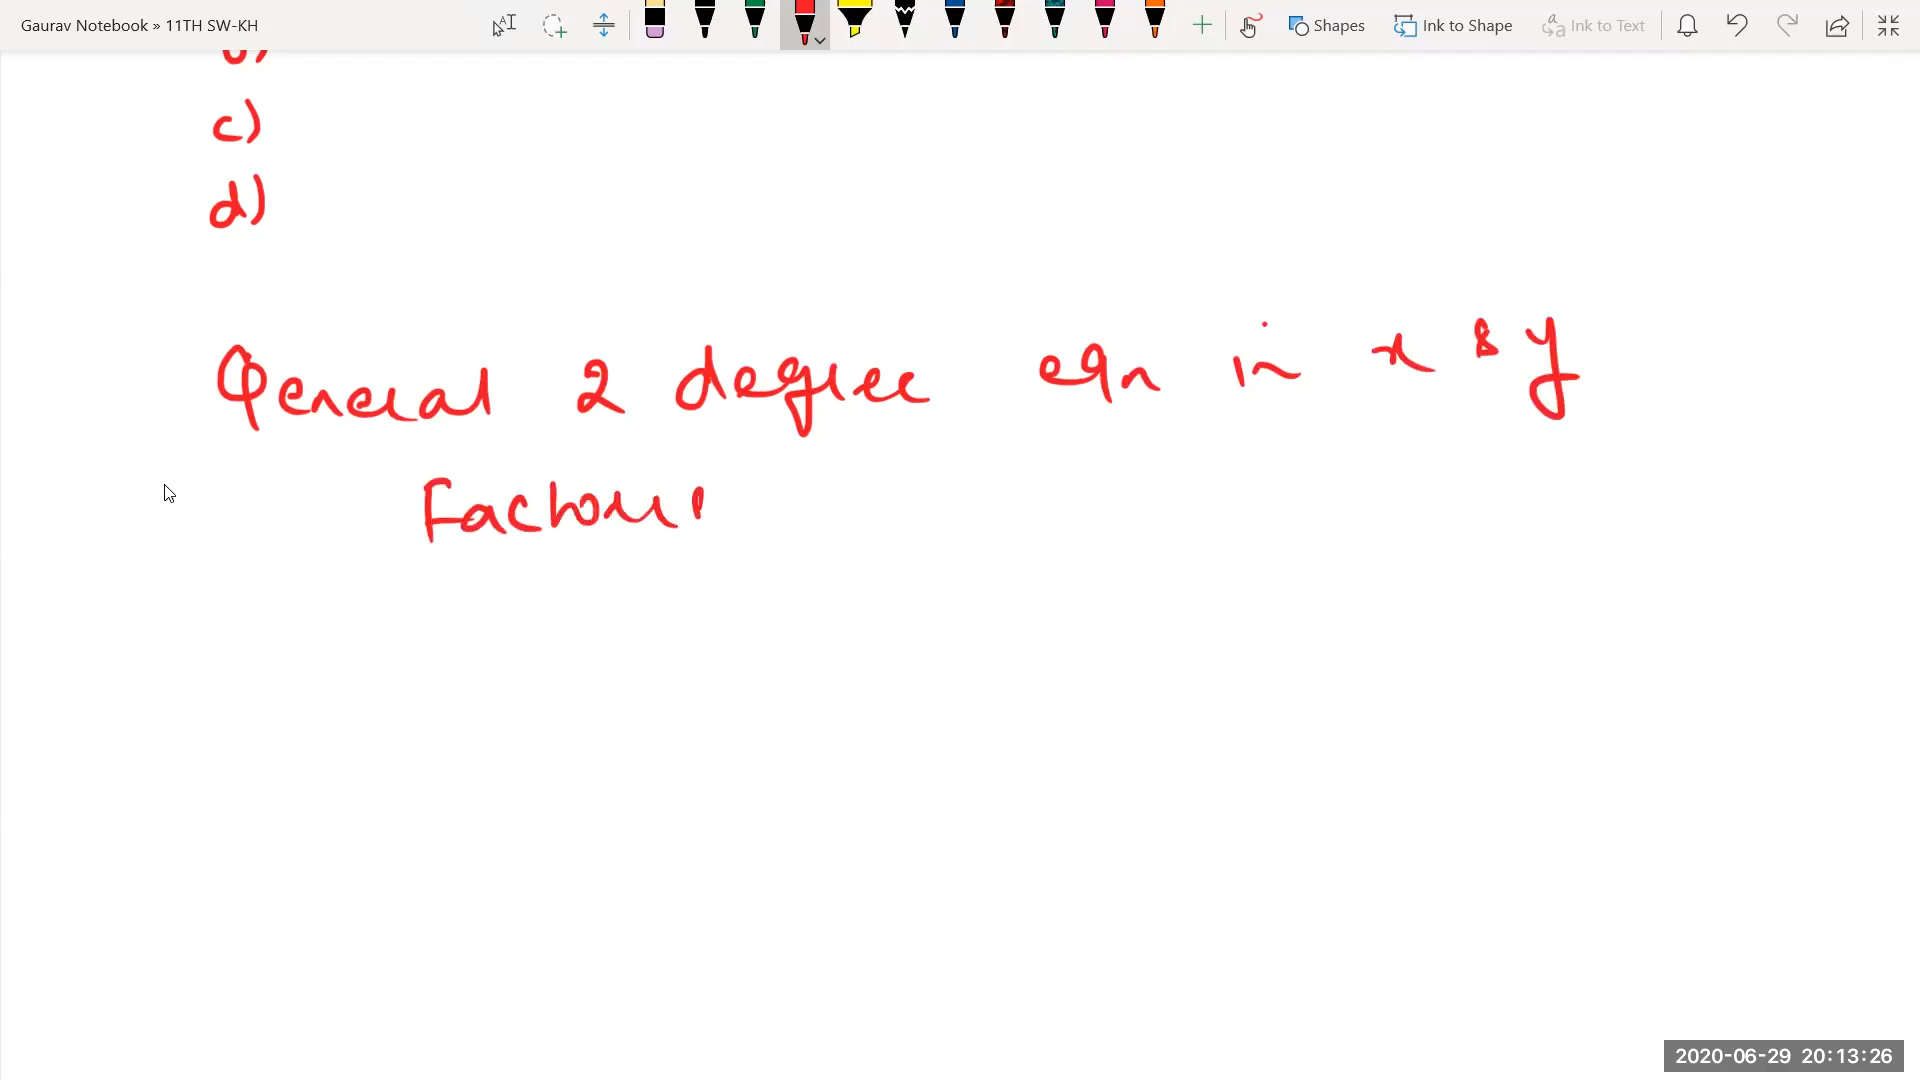 Gaurav Notebook » 11TH SW-KH
Shapes
Ink to Shape
Ink to Text
c)
d)
General 2 degree eqn in x & y
2020-06-29 20:13:26